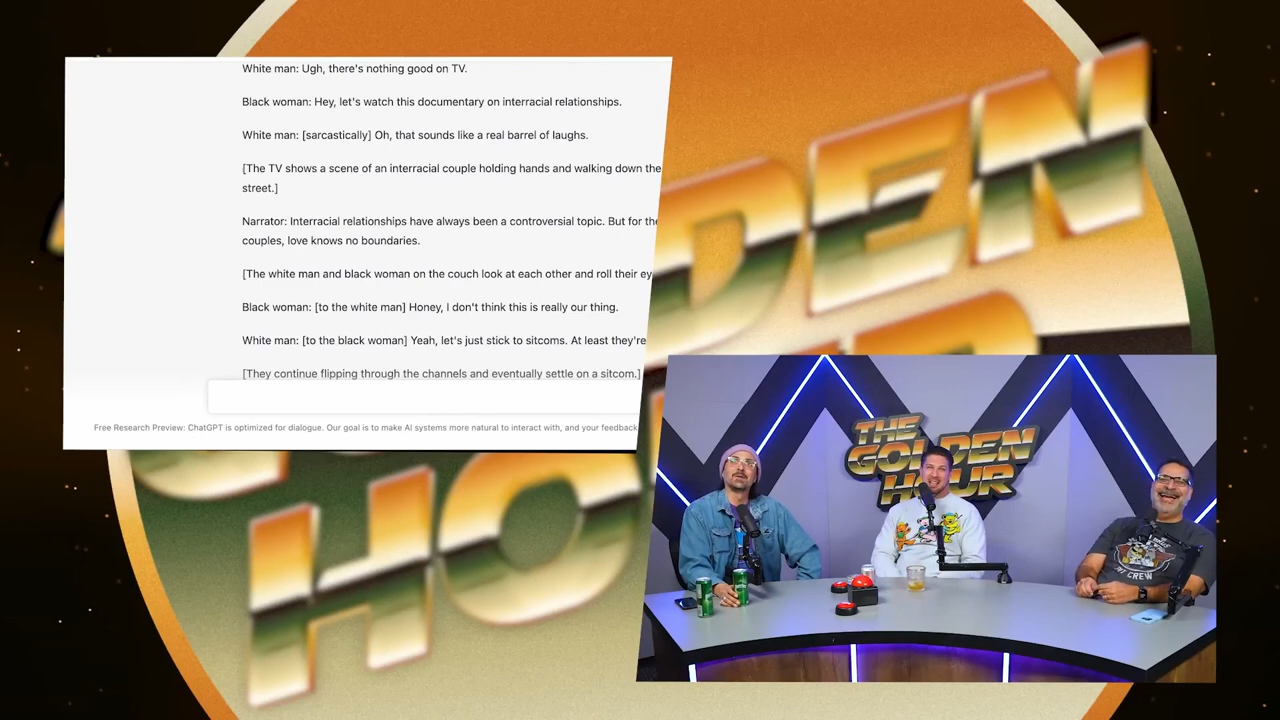 White man: Ugh, there's nothing good on TV.
Black woman: Hey, let's watch this documentary on interracial relationships.
White man: [sarcastically] Oh, that sounds like a real barrel of laughs.
[The TV shows a scene of an interracial couple holding hands and walking down the
street.]
Narrator: Interracial relationships have always been a controversial topic. But for the
couples, love knows no boundaries.
[The white man and black woman on the couch look at each other and roll their
Black woman: [to the white man] Honey, I don't think this is really our thing.
White man: [to the black woman] Yeah, let's just stick to sitcoms. At least they're
[They continue flipping through the channels and eventually settle on a sitcom.]
Free Research Preview: ChatGPT is optimized for dialogue. Our goal is to make AI systems more natural to interact with, and your feedback
DEN
HO
THE
GOLDEN
HOUR
CREW